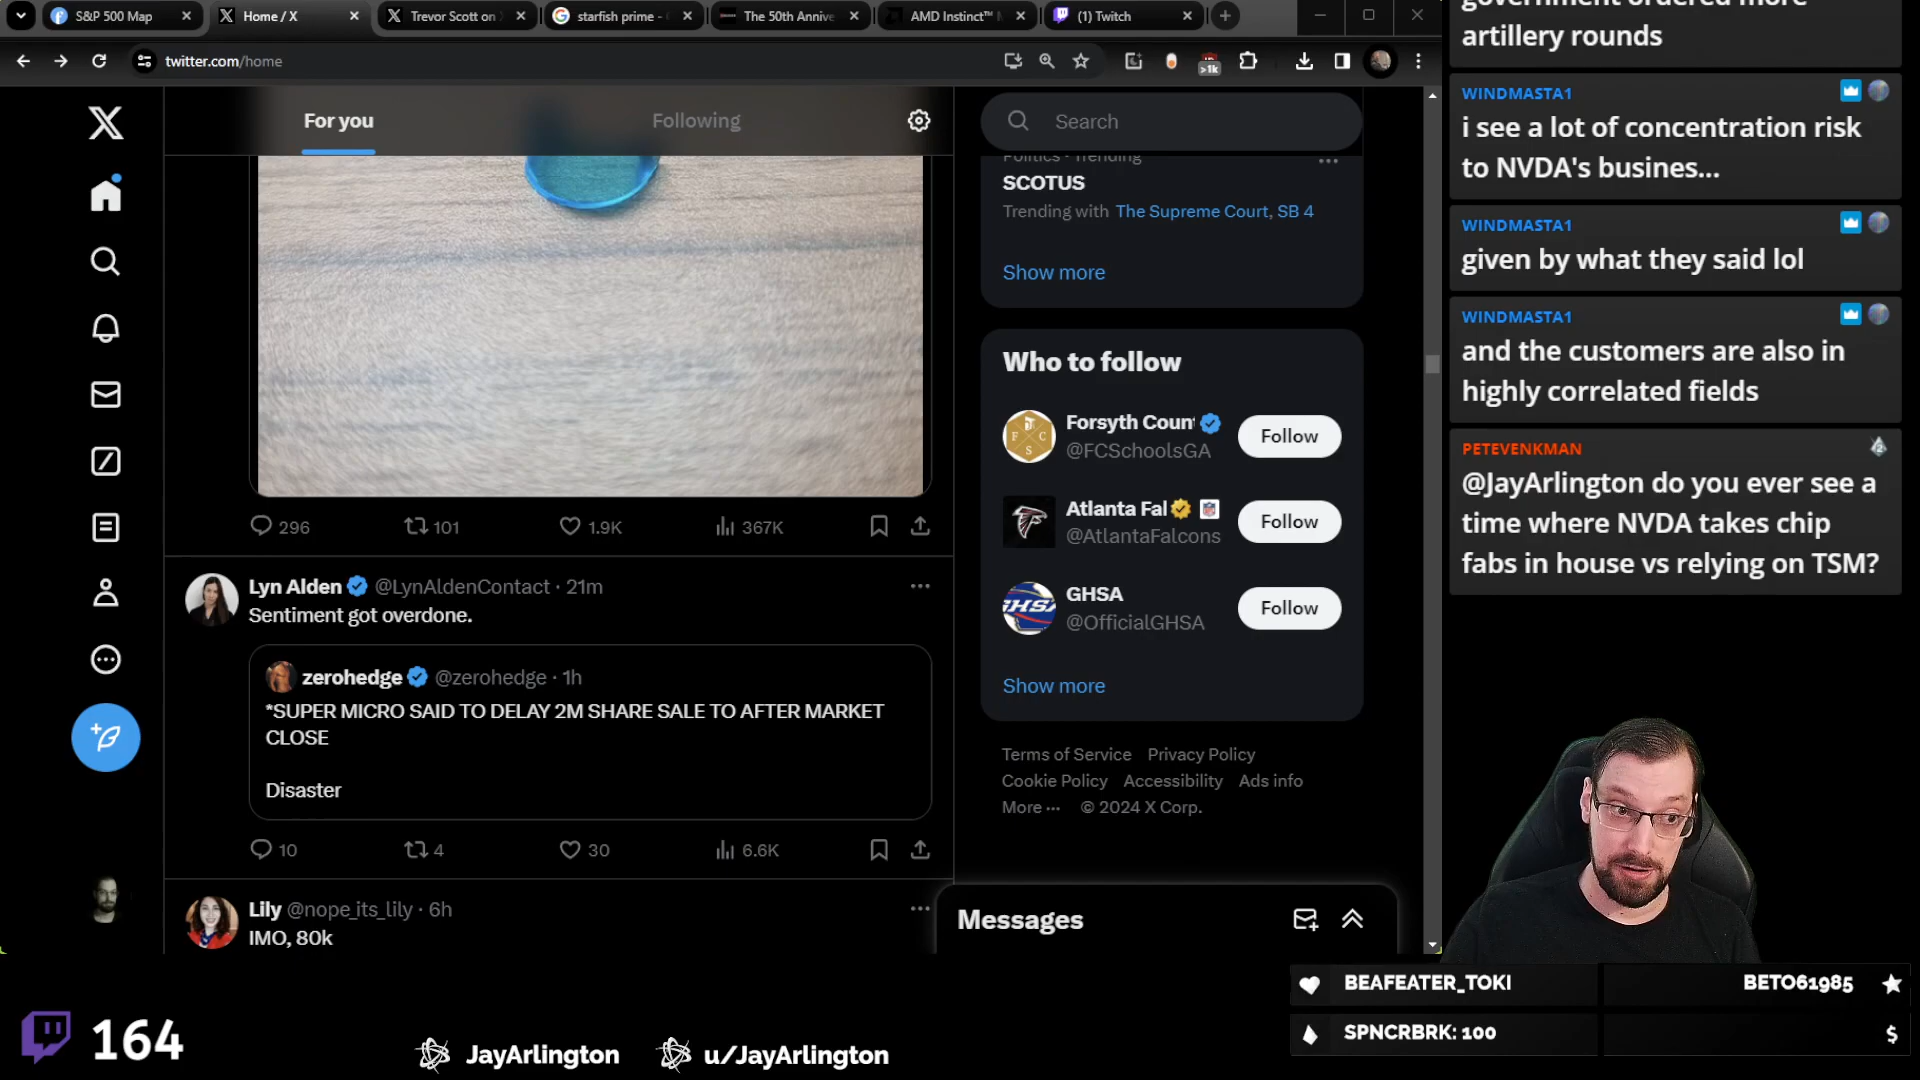 S&P 500 Map
Home / X
Trevor Scott on
starfish prime -
The 50th Annive
AMD Instinct™
(1) Twitch
twitter.com/home
>1k
For you
Following
Search
SCOTUS
Trending with The Supreme Court, SB 4
Show more
Who to follow
Forsyth Coun
@FCSchoolsGA
Follow
Atlanta Fal
@AtlantaFalcons
Follow
GHSA
@OfficialGHSA
Follow
Show more
Terms of Service Privacy Policy
Cookie Policy Accessibility Ads info
More ··· © 2024 X Corp.
296 101 1.9K 367K
Lyn Alden @LynAldenContact · 21m
Sentiment got overdone.
zerohedge @zerohedge · 1h
*SUPER MICRO SAID TO DELAY 2M SHARE SALE TO AFTER MARKET
CLOSE
Disaster
10 4 30 6.6K
Lily @nope_its_lily · 6h
IMO, 80k
Messages
government ordered more
artillery rounds
WINDMASTA1
i see a lot of concentration risk
to NVDA's busines...
WINDMASTA1
given by what they said lol
WINDMASTA1
and the customers are also in
highly correlated fields
PETEVENKMAN
@JayArlington do you ever see a
time where NVDA takes chip
fabs in house vs relying on TSM?
BEAFEATER_TOKI
BETO61985
SPNCRBRK: 100
$
164
JayArlington
u/JayArlington